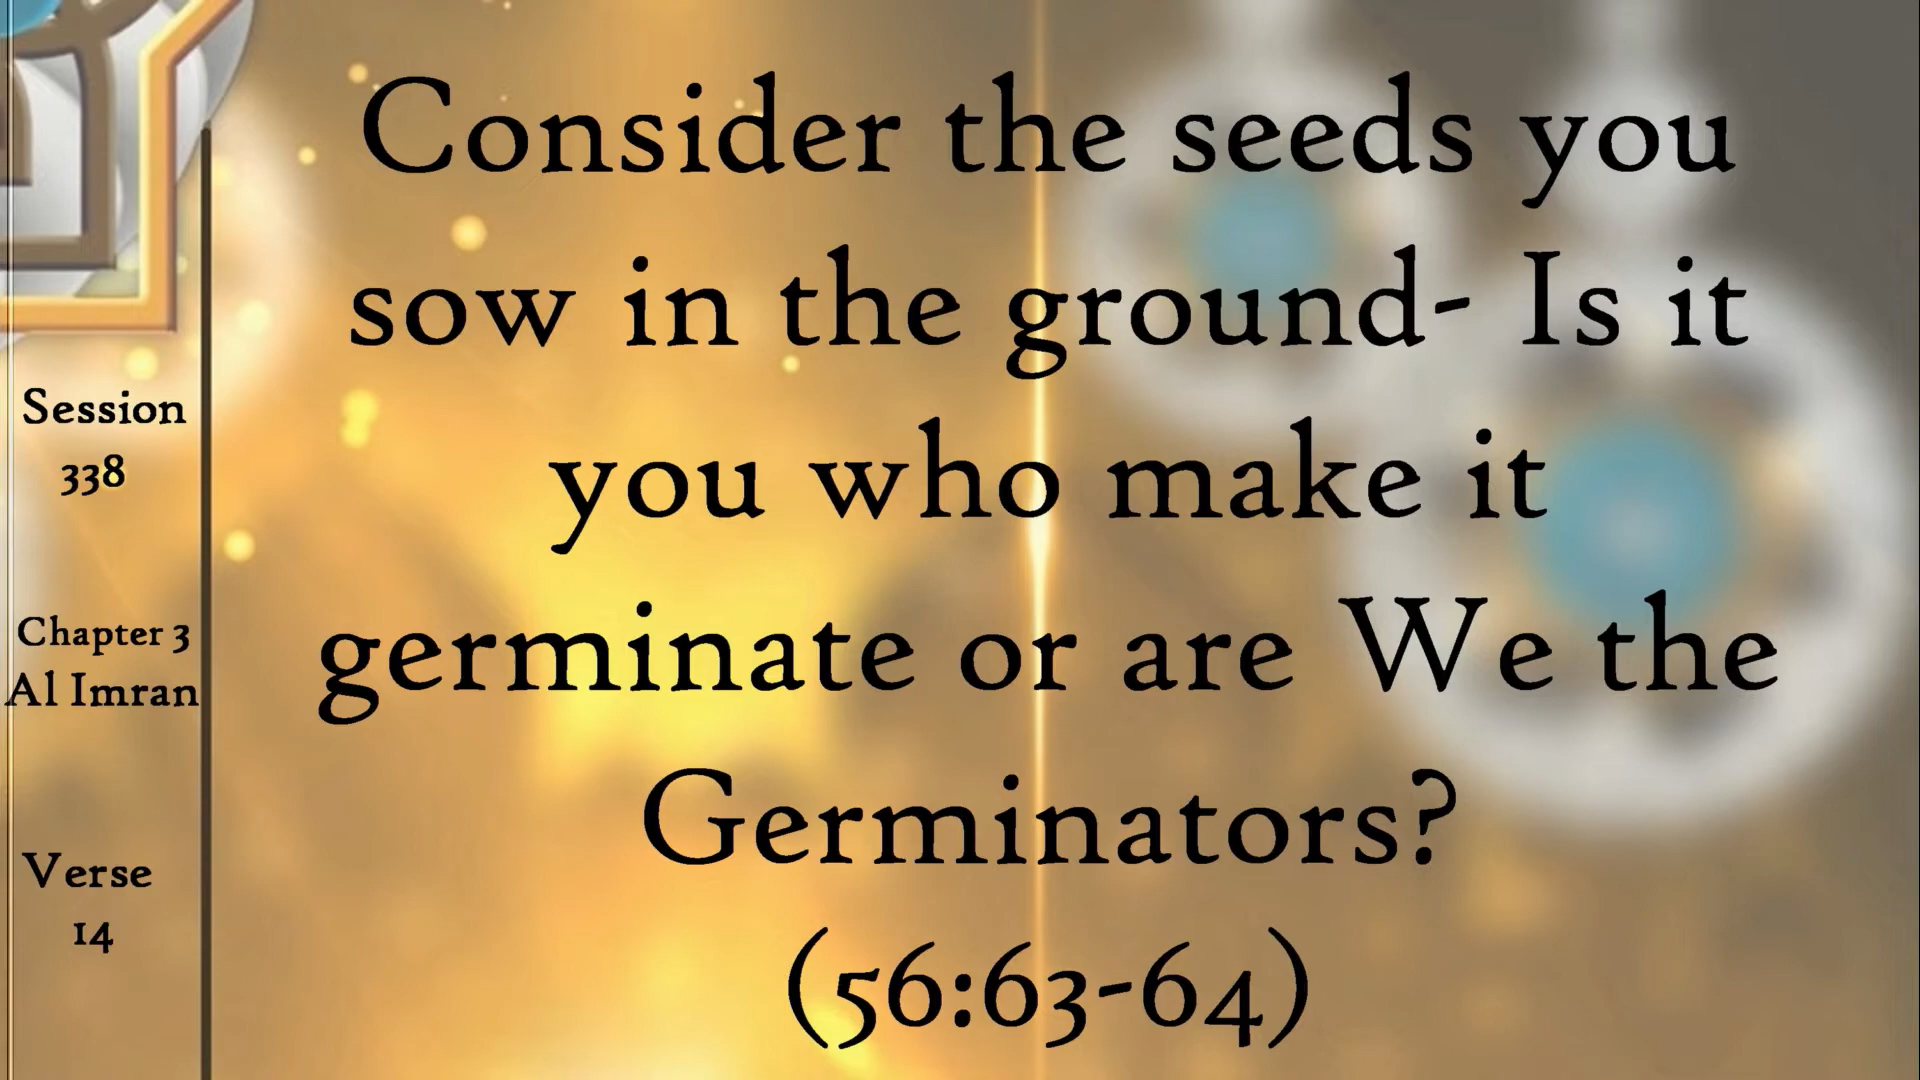 Session
338
Chapter 3
Al Imran
Verse
14
Consider the seeds you
sow in the ground- Is it
you who make it
germinate or are We the
Germinators?
(56:63-64)